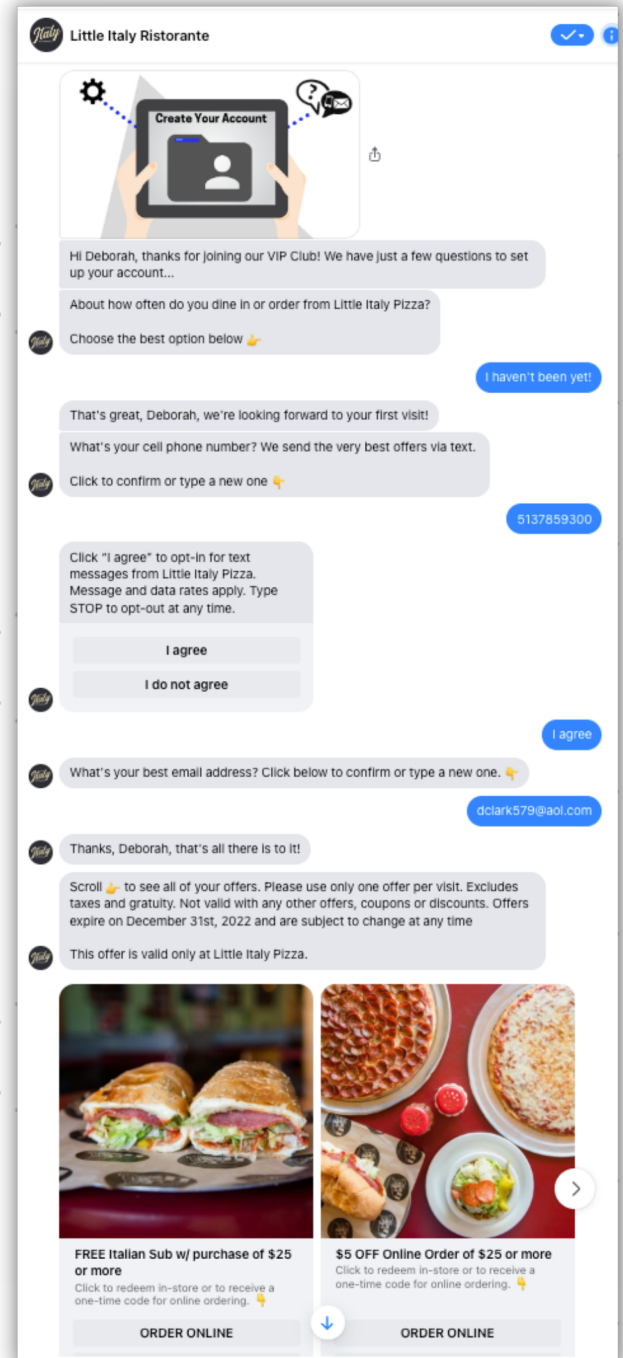 Italy
Little Italy Ristorante
Create Your Account
?
Hi Deborah, thanks for joining our VIP Club! We have just a few questions to set
up your account...
About how often do you dine in or order from Little Italy Pizza?
Choose the best option below 👉
Italy
I haven't been yet!
That's great, Deborah, we're looking forward to your first visit!
What's your cell phone number? We send the very best offers via text.
Click to confirm or type a new one 👇
Italy
5137859300
Click "I agree" to opt-in for text
messages from Little Italy Pizza.
Message and data rates apply. Type
STOP to opt-out at any time.
I agree
I do not agree
Italy
I agree
Italy
What's your best email address? Click below to confirm or type a new one. 👇
dclark579@aol.com
Italy
Thanks, Deborah, that's all there is to it!
Scroll 👉 to see all of your offers. Please use only one offer per visit. Excludes
taxes and gratuity. Not valid with any other offers, coupons or discounts. Offers
expire on December 31st, 2022 and are subject to change at any time
This offer is valid only at Little Italy Pizza.
Italy
FREE Italian Sub w/ purchase of $25
or more
Click to redeem in-store or to receive a
one-time code for online ordering. 👇
ORDER ONLINE
$5 OFF Online Order of $25 or more
Click to redeem in-store or to receive a
one-time code for online ordering. 👇
ORDER ONLINE